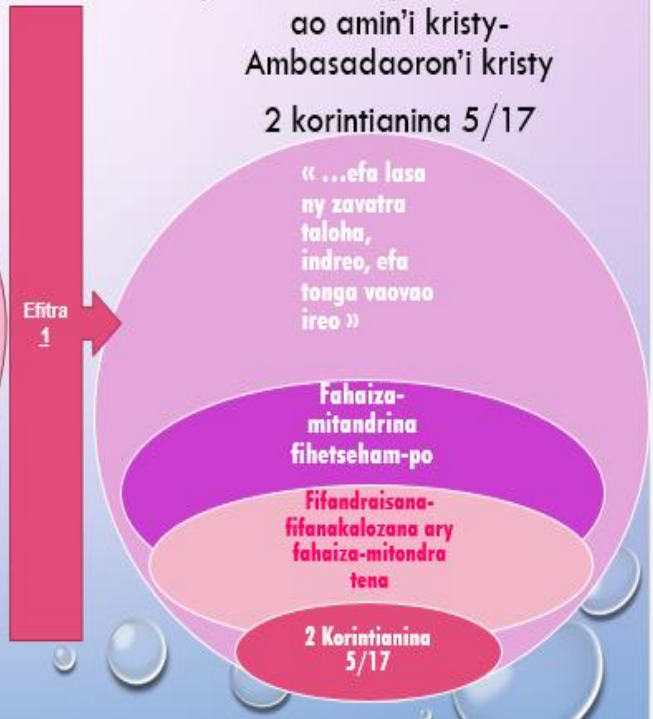 ao amin'i kristy-
Ambasadaoron'i kristy
2 korintianina 5/17
« ...efa lasa
ny zavatra
taloha,
indreo, efa
tonga vaovao
ireo »
Efitra
1
Fahaiza-
mitandrina
fihetseham-po
Fifandraisana-
fifanakalozana ary
fahaiza-mitondra
tena
2 Korintianina
5/17